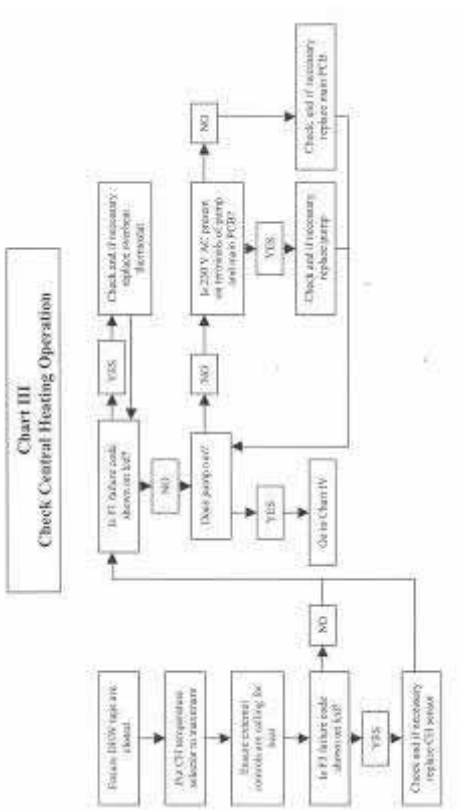 Chart III
Check Central Heating Operation
Ensure DHW taps are
closed.
Put CH temperature
selector to maximum
Ensure external
controls are calling for
heat
Is F3 failure code
shown on lcd?
NO
YES
Check and if necessary
replace CH sensor
Is F1 failure code
shown on lcd?
YES
Check and if necessary
replace overheat
thermostat
NO
Does pump run?
NO
Is 230 V AC present
on terminals of pump
and main PCB?
NO
Check, and if necessary
replace main PCB.
YES
Check and if necessary
replace pump
YES
Go to Chart IV